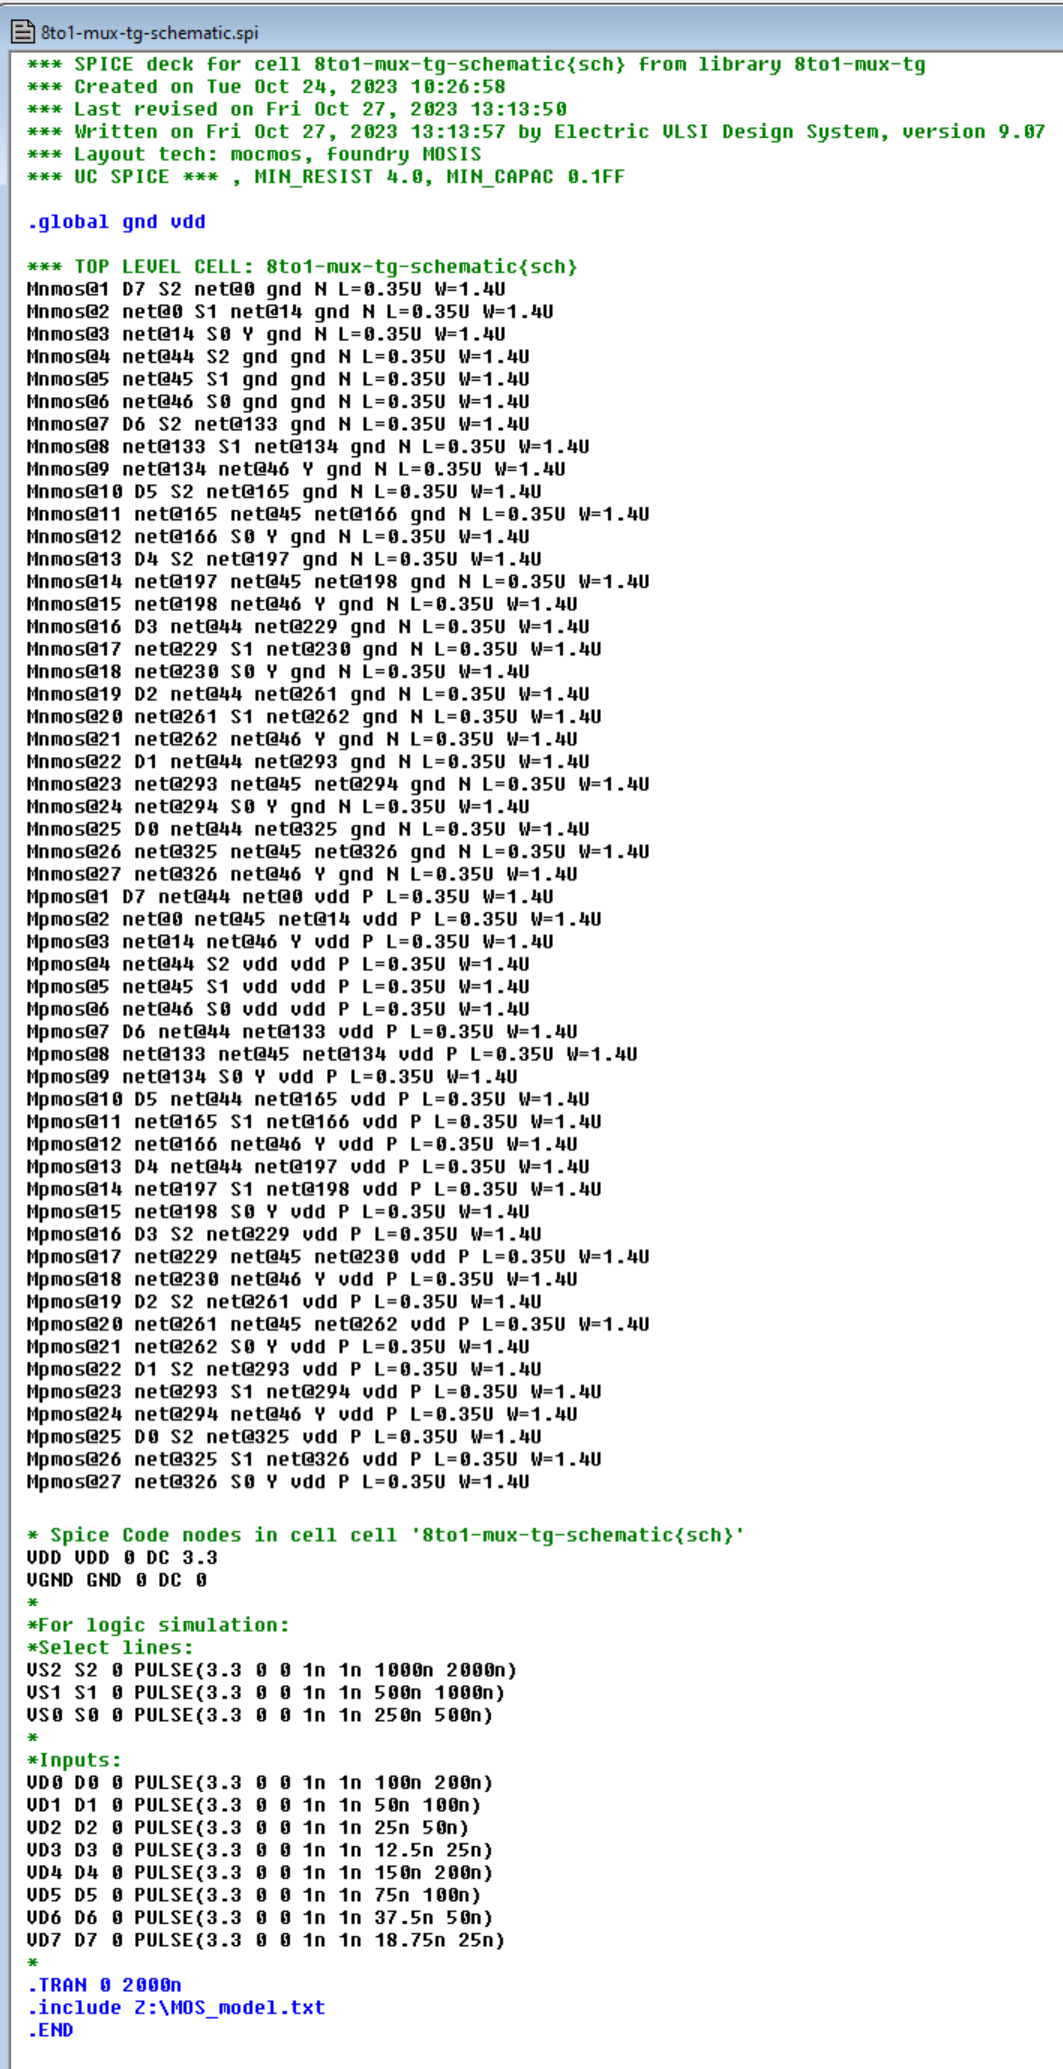 8to1-mux-tg-schematic.spi
*** SPICE deck for cell 8to1-mux-tg-schematic{sch} from library 8to1-mux-tg
*** Created on Tue Oct 24, 2023 10:26:58
*** Last revised on Fri Oct 27, 2023 13:13:50
*** Written on Fri Oct 27, 2023 13:13:57 by Electric VLSI Design System, version 9.07
*** Layout tech: mocmos, foundry MOSIS
*** UC SPICE *** , MIN_RESIST 4.0, MIN_CAPAC 0.1FF
.global gnd vdd
*** TOP LEVEL CELL: 8to1-mux-tg-schematic{sch}
Mnmos@1 D7 S2 net@0 gnd N L=0.35U W=1.4U
Mnmos@2 net@0 S1 net@14 gnd N L=0.35U W=1.4U
Mnmos@3 net@14 S0 Y gnd N L=0.35U W=1.4U
Mnmos@4 net@44 S2 gnd gnd N L=0.35U W=1.4U
Mnmos@5 net@45 S1 gnd gnd N L=0.35U W=1.4U
Mnmos@6 net@46 S0 gnd gnd N L=0.35U W=1.4U
Mnmos@7 D6 S2 net@133 gnd N L=0.35U W=1.4U
Mnmos@8 net@133 S1 net@134 gnd N L=0.35U W=1.4U
Mnmos@9 net@134 net@46 Y gnd N L=0.35U W=1.4U
Mnmos@10 D5 S2 net@165 gnd N L=0.35U W=1.4U
Mnmos@11 net@165 net@45 net@166 gnd N L=0.35U W=1.4U
Mnmos@12 net@166 S0 Y gnd N L=0.35U W=1.4U
Mnmos@13 D4 S2 net@197 gnd N L=0.35U W=1.4U
Mnmos@14 net@197 net@45 net@198 gnd N L=0.35U W=1.4U
Mnmos@15 net@198 net@46 Y gnd N L=0.35U W=1.4U
Mnmos@16 D3 net@44 net@229 gnd N L=0.35U W=1.4U
Mnmos@17 net@229 S1 net@230 gnd N L=0.35U W=1.4U
Mnmos@18 net@230 S0 Y gnd N L=0.35U W=1.4U
Mnmos@19 D2 net@44 net@261 gnd N L=0.35U W=1.4U
Mnmos@20 net@261 S1 net@262 gnd N L=0.35U W=1.4U
Mnmos@21 net@262 net@46 Y gnd N L=0.35U W=1.4U
Mnmos@22 D1 net@44 net@293 gnd N L=0.35U W=1.4U
Mnmos@23 net@293 net@45 net@294 gnd N L=0.35U W=1.4U
Mnmos@24 net@294 S0 Y gnd N L=0.35U W=1.4U
Mnmos@25 D0 net@44 net@325 gnd N L=0.35U W=1.4U
Mnmos@26 net@325 net@45 net@326 gnd N L=0.35U W=1.4U
Mnmos@27 net@326 net@46 Y gnd N L=0.35U W=1.4U
Mpmos@1 D7 net@44 net@0 vdd P L=0.35U W=1.4U
Mpmos@2 net@0 net@45 net@14 vdd P L=0.35U W=1.4U
Mpmos@3 net@14 net@46 Y vdd P L=0.35U W=1.4U
Mpmos@4 net@44 S2 vdd vdd P L=0.35U W=1.4U
Mpmos@5 net@45 S1 vdd vdd P L=0.35U W=1.4U
Mpmos@6 net@46 S0 vdd vdd P L=0.35U W=1.4U
Mpmos@7 D6 net@44 net@133 vdd P L=0.35U W=1.4U
Mpmos@8 net@133 net@45 net@134 vdd P L=0.35U W=1.4U
Mpmos@9 net@134 S0 Y vdd P L=0.35U W=1.4U
Mpmos@10 D5 net@44 net@165 vdd P L=0.35U W=1.4U
Mpmos@11 net@165 S1 net@166 vdd P L=0.35U W=1.4U
Mpmos@12 net@166 net@46 Y vdd P L=0.35U W=1.4U
Mpmos@13 D4 net@44 net@197 vdd P L=0.35U W=1.4U
Mpmos@14 net@197 S1 net@198 vdd P L=0.35U W=1.4U
Mpmos@15 net@198 S0 Y vdd P L=0.35U W=1.4U
Mpmos@16 D3 S2 net@229 vdd P L=0.35U W=1.4U
Mpmos@17 net@229 net@45 net@230 vdd P L=0.35U W=1.4U
Mpmos@18 net@230 net@46 Y vdd P L=0.35U W=1.4U
Mpmos@19 D2 S2 net@261 vdd P L=0.35U W=1.4U
Mpmos@20 net@261 net@45 net@262 vdd P L=0.35U W=1.4U
Mpmos@21 net@262 S0 Y vdd P L=0.35U W=1.4U
Mpmos@22 D1 S2 net@293 vdd P L=0.35U W=1.4U
Mpmos@23 net@293 S1 net@294 vdd P L=0.35U W=1.4U
Mpmos@24 net@294 net@46 Y vdd P L=0.35U W=1.4U
Mpmos@25 D0 S2 net@325 vdd P L=0.35U W=1.4U
Mpmos@26 net@325 S1 net@326 vdd P L=0.35U W=1.4U
Mpmos@27 net@326 S0 Y vdd P L=0.35U W=1.4U
* Spice Code nodes in cell cell '8to1-mux-tg-schematic{sch}'
VDD VDD 0 DC 3.3
VGND GND 0 DC 0
*
*For logic simulation:
*Select lines:
VS2 S2 0 PULSE(3.3 0 0 1n 1n 1000n 2000n)
VS1 S1 0 PULSE(3.3 0 0 1n 1n 500n 1000n)
VS0 S0 0 PULSE(3.3 0 0 1n 1n 250n 500n)
*
*Inputs:
VD0 D0 0 PULSE(3.3 0 0 1n 1n 100n 200n)
VD1 D1 0 PULSE(3.3 0 0 1n 1n 50n 100n)
VD2 D2 0 PULSE(3.3 0 0 1n 1n 25n 50n)
VD3 D3 0 PULSE(3.3 0 0 1n 1n 12.5n 25n)
VD4 D4 0 PULSE(3.3 0 0 1n 1n 150n 200n)
VD5 D5 0 PULSE(3.3 0 0 1n 1n 75n 100n)
VD6 D6 0 PULSE(3.3 0 0 1n 1n 37.5n 50n)
VD7 D7 0 PULSE(3.3 0 0 1n 1n 18.75n 25n)
*
.TRAN 0 2000n
.include Z:\MOS_model.txt
.END